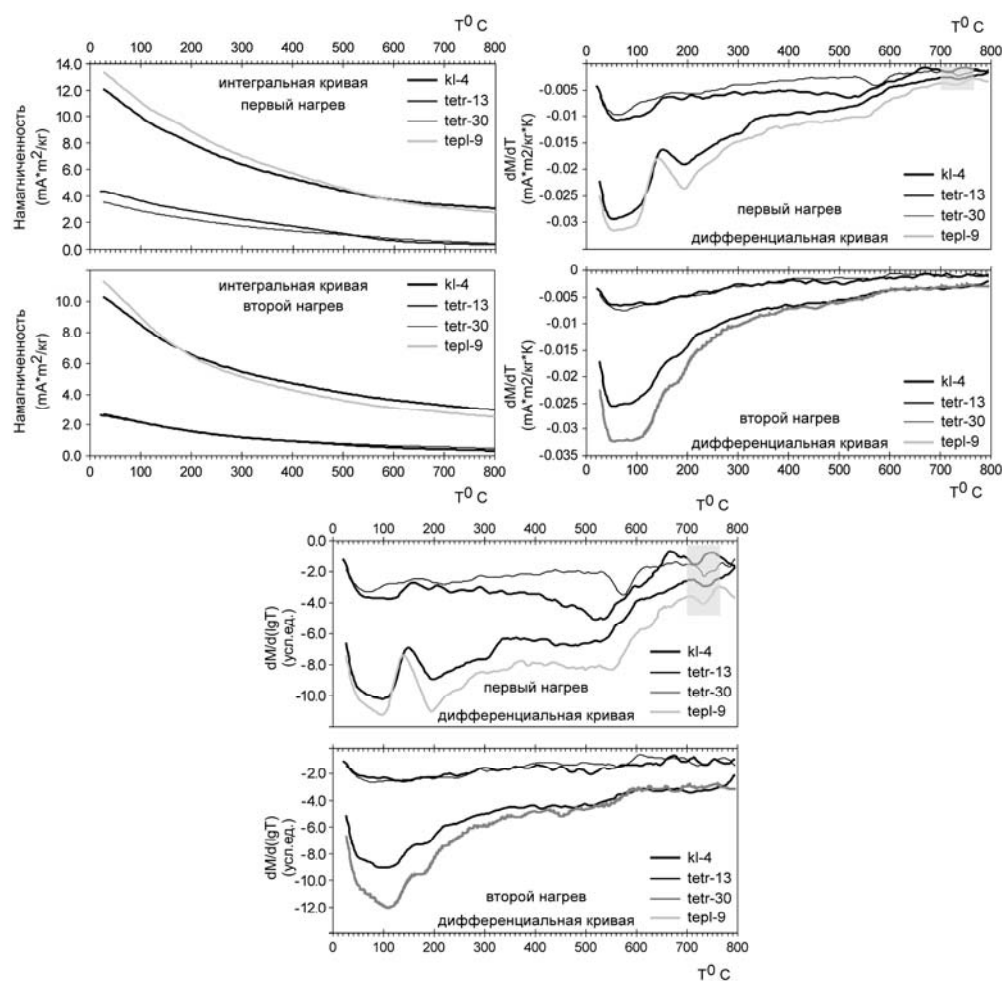 T⁰ C
0 100 200 300 400 500 600 700 800
14.0
12.0
10.0
8.0
6.0
4.0
2.0
0.0
Намагниченность
(mA*m²/кг)
интегральная кривая
первый нагрев
kl-4
tetr-13
tetr-30
tepl-9
10.0
8.0
6.0
4.0
2.0
0.0
Намагниченность
(mA*m²/кг)
интегральная кривая
второй нагрев
kl-4
tetr-13
tetr-30
tepl-9
0 100 200 300 400 500 600 700 800
T⁰ C
T⁰ C
0 100 200 300 400 500 600 700 800
-0.005
-0.01
-0.015
-0.02
-0.025
-0.03
dM/dT
(mA*m2/кг*К)
kl-4
tetr-13
tetr-30
tepl-9
первый нагрев
дифференциальная кривая
0
-0.005
-0.01
-0.015
-0.02
-0.025
-0.03
-0.035
dM/dT
(mA*m2/кг*К)
kl-4
tetr-13
tetr-30
tepl-9
второй нагрев
дифференциальная кривая
0 100 200 300 400 500 600 700 800
T⁰ C
T⁰ C
0 100 200 300 400 500 600 700 800
0.0
-2.0
-4.0
-6.0
-8.0
-10.0
dM/d(lgT)
(усл.ед.)
kl-4
tetr-13
tetr-30
tepl-9
первый нагрев
дифференциальная кривая
-2.0
-4.0
-6.0
-8.0
-10.0
-12.0
dM/d(lgT)
(усл.ед.)
kl-4
tetr-13
tetr-30
tepl-9
второй нагрев
дифференциальная кривая
0 100 200 300 400 500 600 700 800
T⁰ C